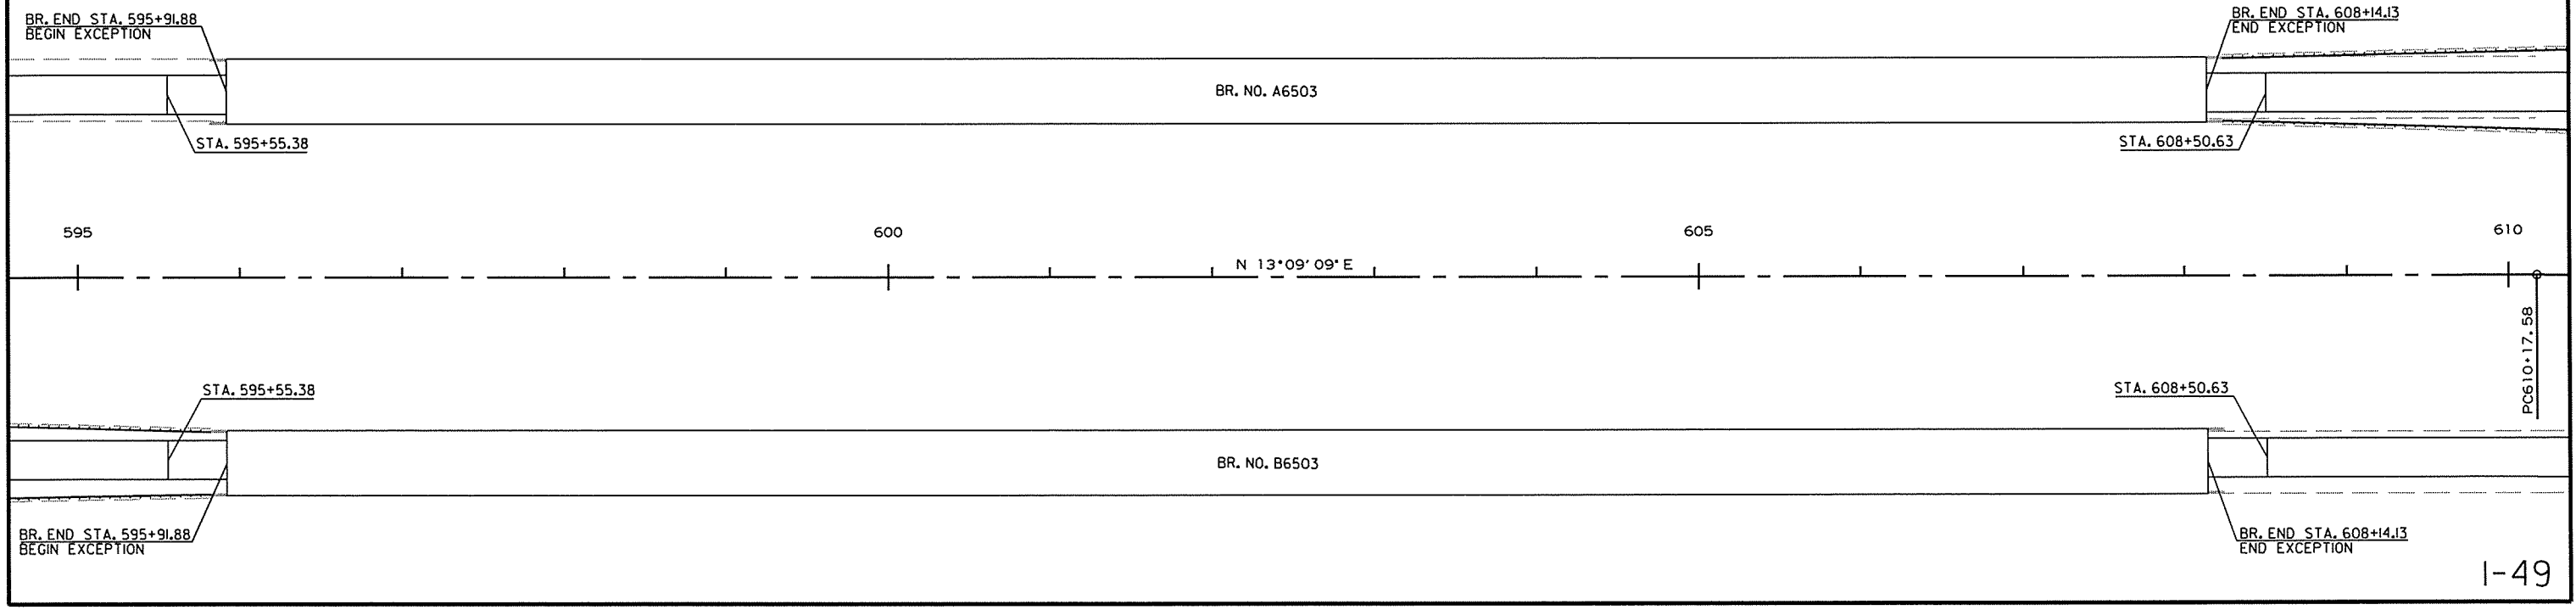 BR. END STA. 595+91.88
BEGIN EXCEPTION
BR. END STA. 608+14.13
END EXCEPTION
BR. NO. A6503
STA. 595+55.38
STA. 608+50.63
595
600
605
610
N 13°09'09" E
PC610+17.58
STA. 595+55.38
STA. 608+50.63
BR. NO. B6503
BR. END STA. 595+91.88
BEGIN EXCEPTION
BR. END STA. 608+14.13
END EXCEPTION
I-49